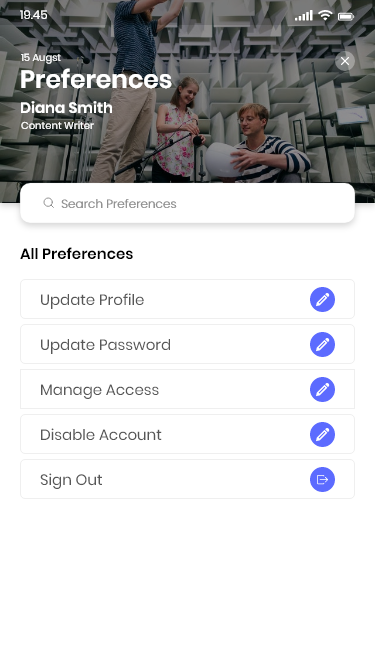 19.45
15 Augst
Preferences
Diana Smith
Content Writer
Search Preferences
All Preferences
Update Profile
Update Password
Manage Access
Disable Account
Sign Out